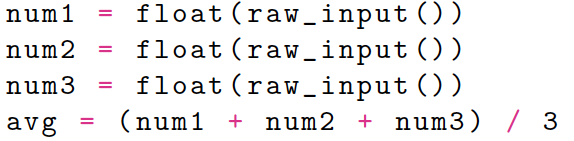 num1 = float(raw_input())
num2 = float(raw_input())
num3 = float(raw_input())
avg = (num1 + num2 + num3) / 3